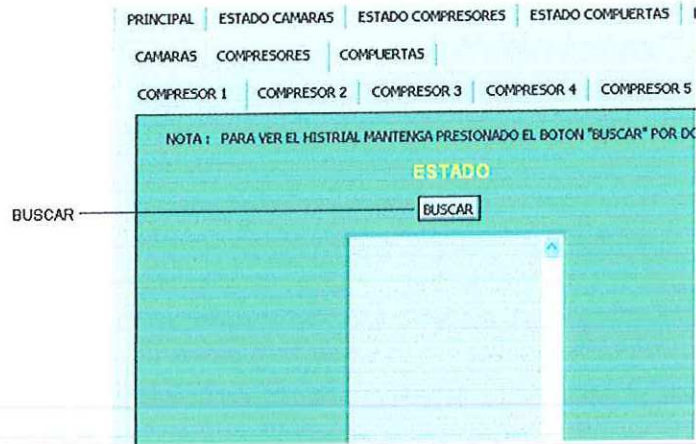 PRINCIPAL ESTADO CAMARAS ESTADO COMPRESORES ESTADO COMPUERTAS
CAMARAS COMPRESORES COMPUERTAS
COMPRESOR 1 COMPRESOR 2 COMPRESOR 3 COMPRESOR 4 COMPRESOR 5
NOTA : PARA VER EL HISTRIAL MANTENGA PRESIONADO EL BOTON "BUSCAR" POR DO
ESTADO
BUSCAR BUSCAR